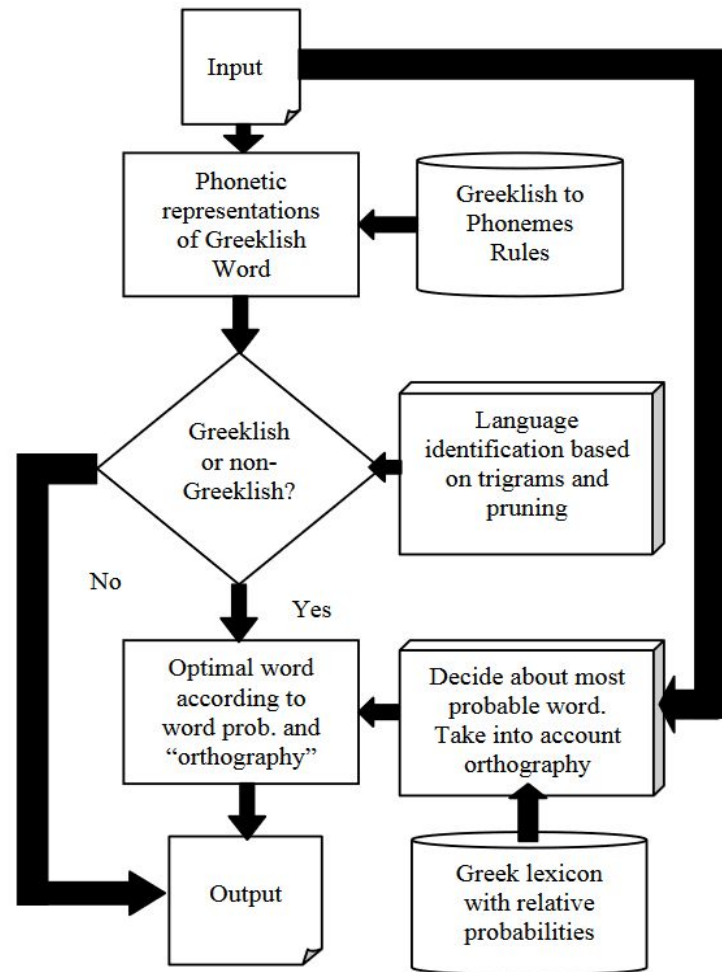 Input
Phonetic
representations
of Greeklish
Word
Greeklish to
Phonemes
Rules
Greeklish
or non-
Greeklish?
Language
identification based
on trigrams and
pruning
No
Yes
Optimal word
according to
word prob. and
“orthography”
Decide about most
probable word.
Take into account
orthography
Output
Greek lexicon
with relative
probabilities